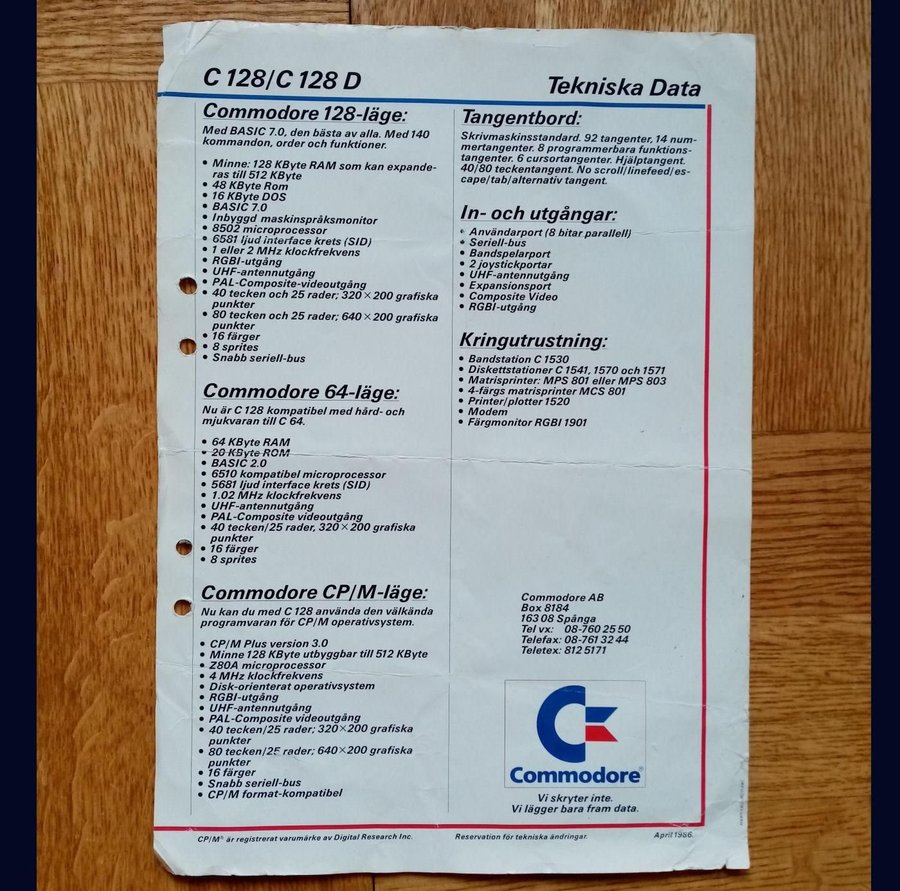 C 128/C 128 D
Tekniska Data
Commodore 128-läge:
Med BASIC 7.0, den bästa av alla. Med 140
kommandon, order och funktioner.
• Minne: 128 KByte RAM som kan expande-
ras till 512 KByte
• 48 KByte Rom
• 16 KByte DOS
• BASIC 7.0
• Inbyggd maskinspråksmonitor
• 8502 microprocessor
• 6581 ljud interface krets (SID)
• 1 eller 2 MHz klockfrekvens
• RGBI-utgång
• UHF-antennutgång
• PAL-Composite-videoutgång
• 40 tecken och 25 rader; 320×200 grafiska
punkter
• 80 tecken och 25 rader; 640×200 grafiska
punkter
• 16 färger
• 8 sprites
• Snabb seriell-bus
Commodore 64-läge:
Nu är C 128 kompatibel med hård- och
mjukvaran till C 64.
• 64 KByte RAM
• 20 KByte ROM
• BASIC 2.0
• 6510 kompatibel microprocessor
• 5681 ljud interface krets (SID)
• 1.02 MHz klockfrekvens
• UHF-antennutgång
• PAL-Composite videoutgång
• 40 tecken/25 rader, 320×200 grafiska
punkter
• 16 färger
• 8 sprites
Commodore CP/M-läge:
Nu kan du med C 128 använda den välkända
programvaran för CP/M operativsystem.
• CP/M Plus version 3.0
• Minne 128 KByte utbyggbar till 512 KByte
• Z80A microprocessor
• 4 MHz klockfrekvens
• Disk-orienterat operativsystem
• RGBI-utgång
• UHF-antennutgång
• PAL-Composite videoutgång
• 40 tecken/25 rader; 320×200 grafiska
punkter
• 80 tecken/25 rader; 640×200 grafiska
punkter
• 16 färger
• Snabb seriell-bus
• CP/M format-kompatibel
Tangentbord:
Skrivmaskinsstandard. 92 tangenter, 14 num-
mertangenter. 8 programmerbara funktions-
tangenter. 6 cursortangenter. Hjälptangent.
40/80 teckentangent. No scroll/linefeed/es-
cape/tab/alternativ tangent.
In- och utgångar:
• Användarport (8 bitar parallell)
• Seriell-bus
• Bandspelarport
• 2 joystickportar
• UHF-antennutgång
• Expansionsport
• Composite Video
• RGBI-utgång
Kringutrustning:
• Bandstation C 1530
• Diskettstationer C 1541, 1570 och 1571
• Matrisprinter: MPS 801 eller MPS 803
• 4-färgs matrisprinter MCS 801
• Printer/plotter 1520
• Modem
• Färgmonitor RGBI 1901
Commodore AB
Box 8184
163 08 Spånga
Tel vx: 08-760 25 50
Telefax: 08-761 32 44
Teletex: 812 5171
Commodore®
Vi skryter inte.
Vi lägger bara fram data.
CP/M® är registrerat varumärke av Digital Research Inc.
Reservation för tekniska ändringar.
April 1986.